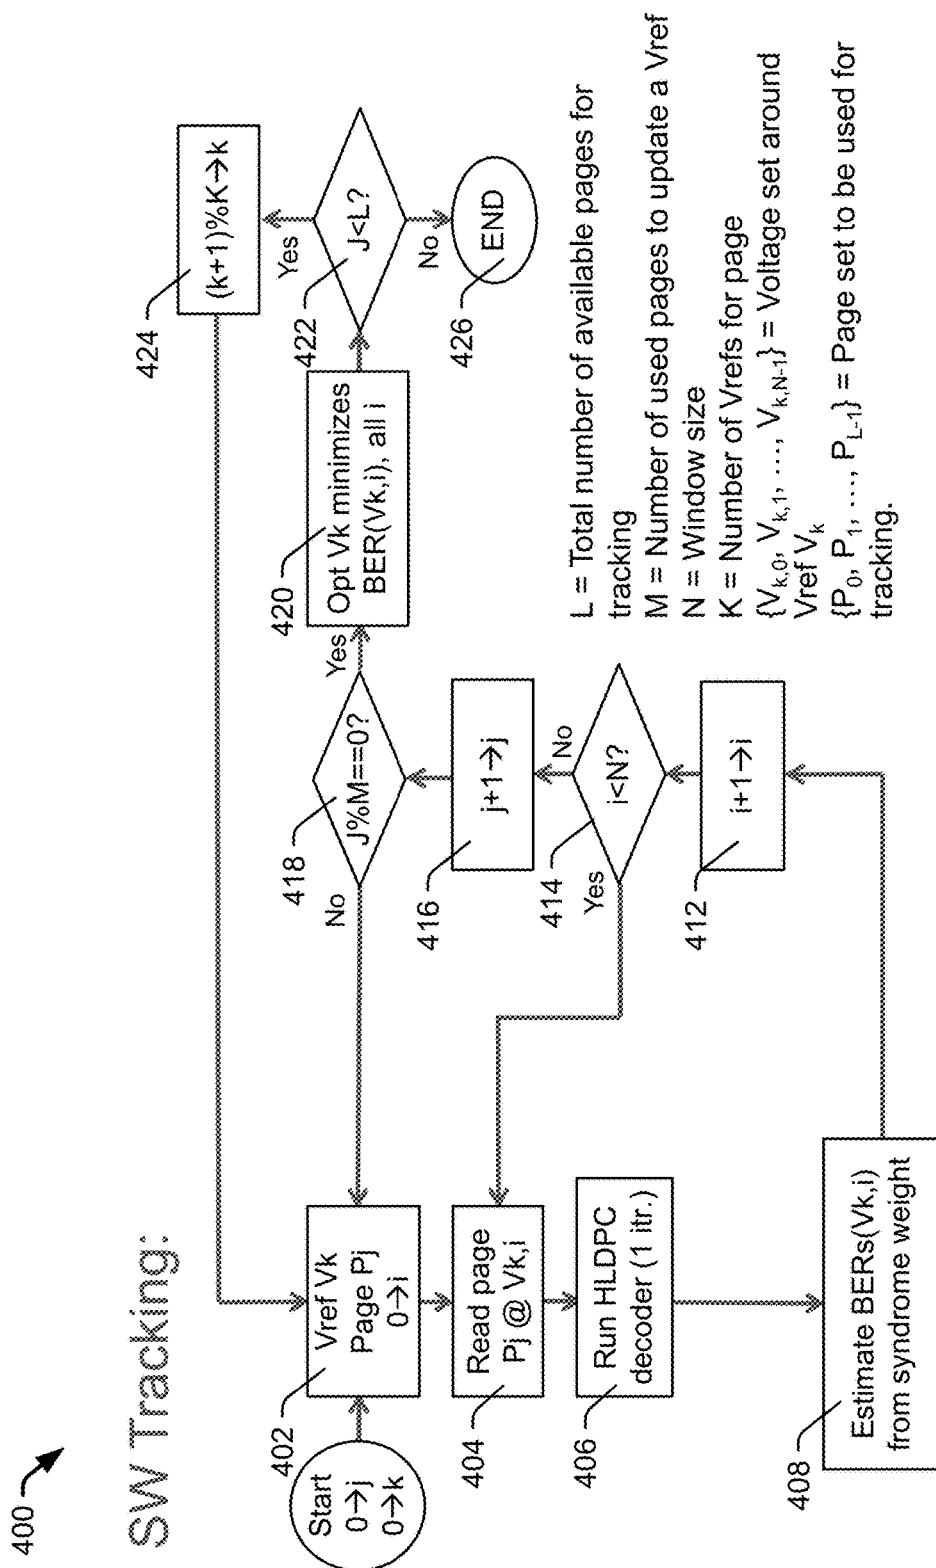 400
SW Tracking:
Start
0→j
0→k
402
Vref Vk
Page Pj
0→i
404
Read page
Pj @ Vk,i
406
Run HLDPC
decoder (1 itr.)
408
Estimate BERs(Vk,i)
from syndrome weight
412
i+1→i
414
i<N?
Yes
No
416
j+1→j
418
J%M==0?
No
Yes
420
Opt Vk minimizes
BER(Vk,i), all i
422
J<L?
Yes
No
424
(k+1)%K→k
426
END
L = Total number of available pages for
tracking
M = Number of used pages to update a Vref
N = Window size
K = Number of Vrefs for page
{Vk,0, Vk,1, …, Vk,N-1} = Voltage set around
Vref Vk
{P0, P1, …, PL-1} = Page set to be used for
tracking.